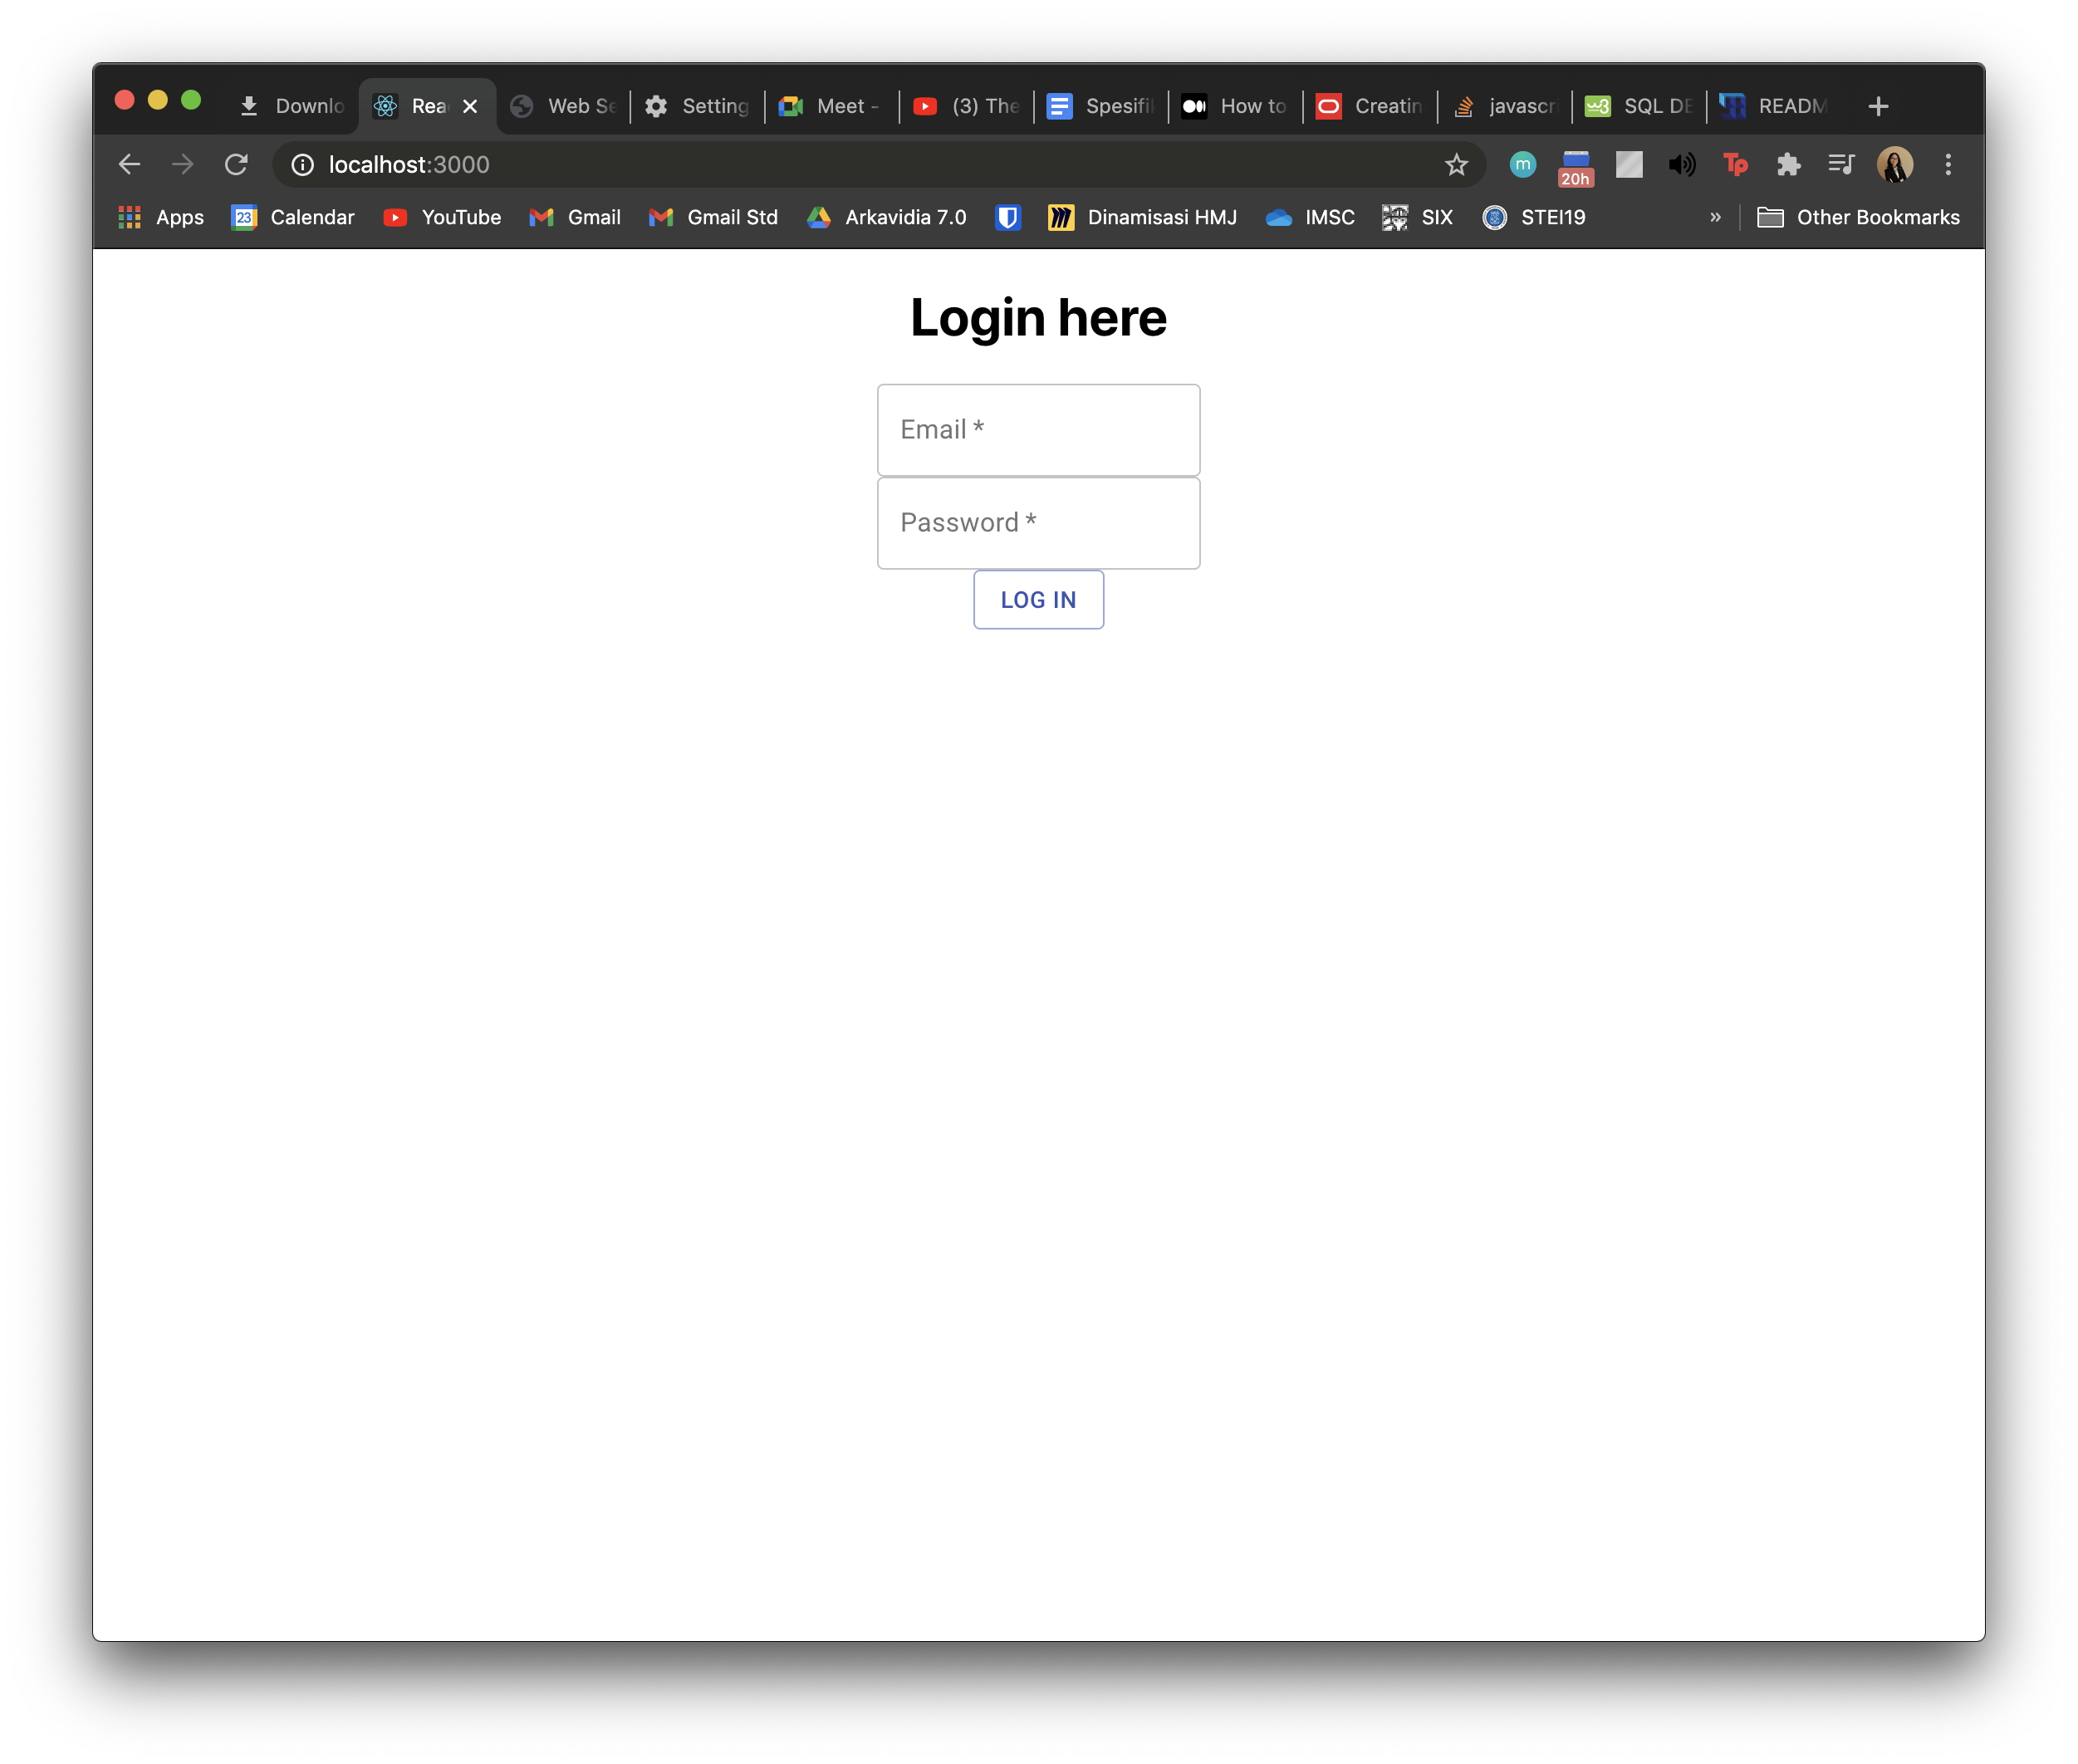 Downlo Rea Web Se Setting Meet - (3) The Spesifi How to Creatin javascri SQL DE READM
localhost:3000
m 20h Tp
Apps 23 Calendar YouTube Gmail Gmail Std Arkavidia 7.0 Dinamisasi HMJ IMSC SIX STEI19 » Other Bookmarks
Login here
Email *
Password *
LOG IN